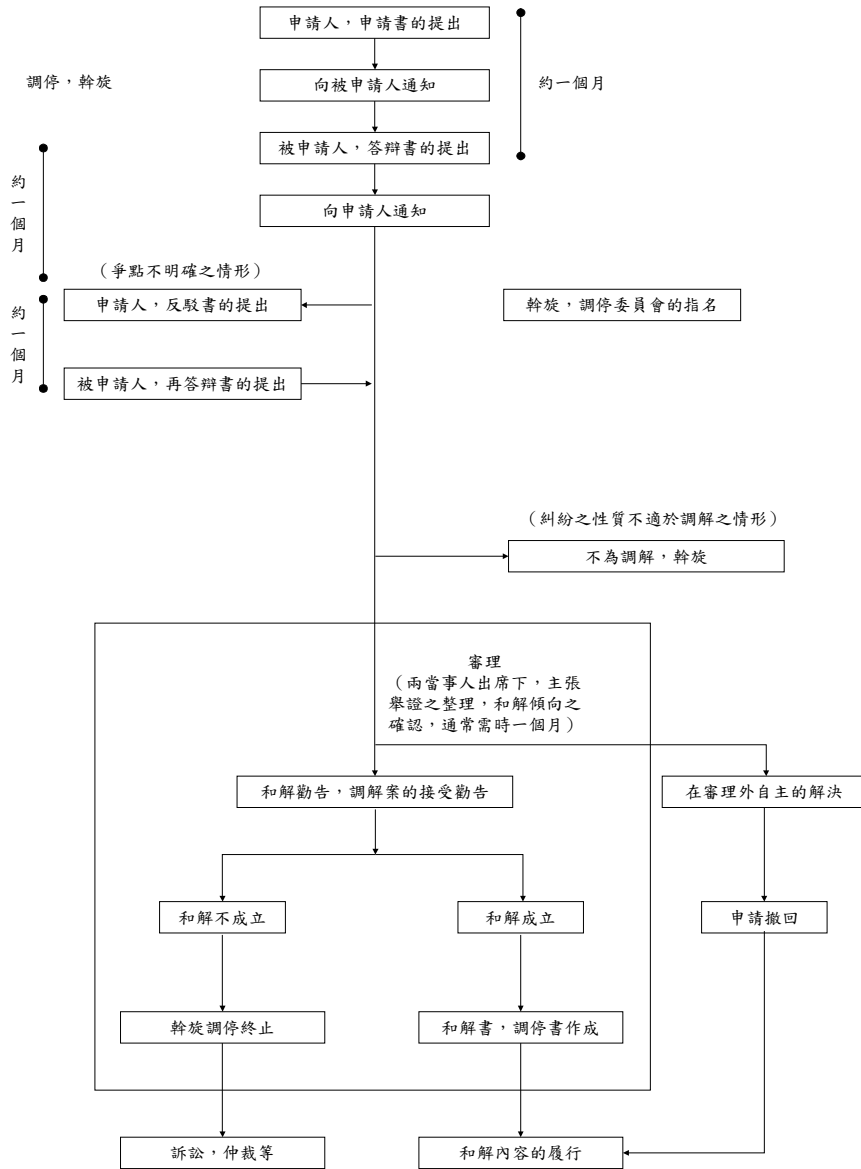 申請人，申請書的提出
調停，斡旋
向被申請人通知
約一個月
被申請人，答辯書的提出
約一個月
向申請人通知
（爭點不明確之情形）
申請人，反駁書的提出
斡旋，調停委員會的指名
約一個月
被申請人，再答辯書的提出
（糾紛之性質不適於調解之情形）
不為調解，斡旋
審理
（兩當事人出席下，主張
舉證之整理，和解傾向之
確認，通常需時一個月）
和解勸告，調解案的接受勸告
在審理外自主的解決
和解不成立
和解成立
申請撤回
斡旋調停終止
和解書，調停書作成
訴訟，仲裁等
和解內容的履行